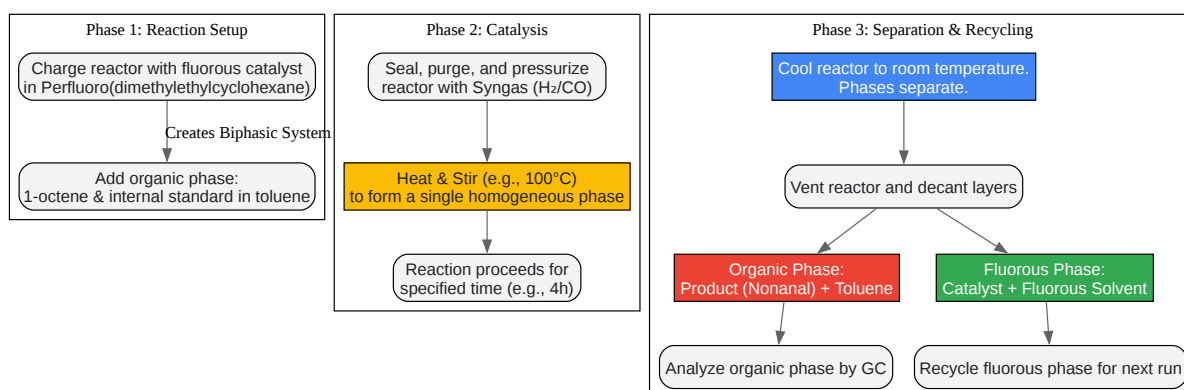 Phase 1: Reaction Setup
Charge reactor with fluorous catalyst
in Perfluoro(dimethylethylcyclohexane)
Creates Biphasic System
Add organic phase:
1-octene & internal standard in toluene
Phase 2: Catalysis
Seal, purge, and pressurize
reactor with Syngas (H₂/CO)
Heat & Stir (e.g., 100°C)
to form a single homogeneous phase
Reaction proceeds for
specified time (e.g., 4h)
Phase 3: Separation & Recycling
Cool reactor to room temperature.
Phases separate.
Vent reactor and decant layers
Organic Phase:
Product (Nonanal) + Toluene
Fluorous Phase:
Catalyst + Fluorous Solvent
Analyze organic phase by GC
Recycle fluorous phase for next run